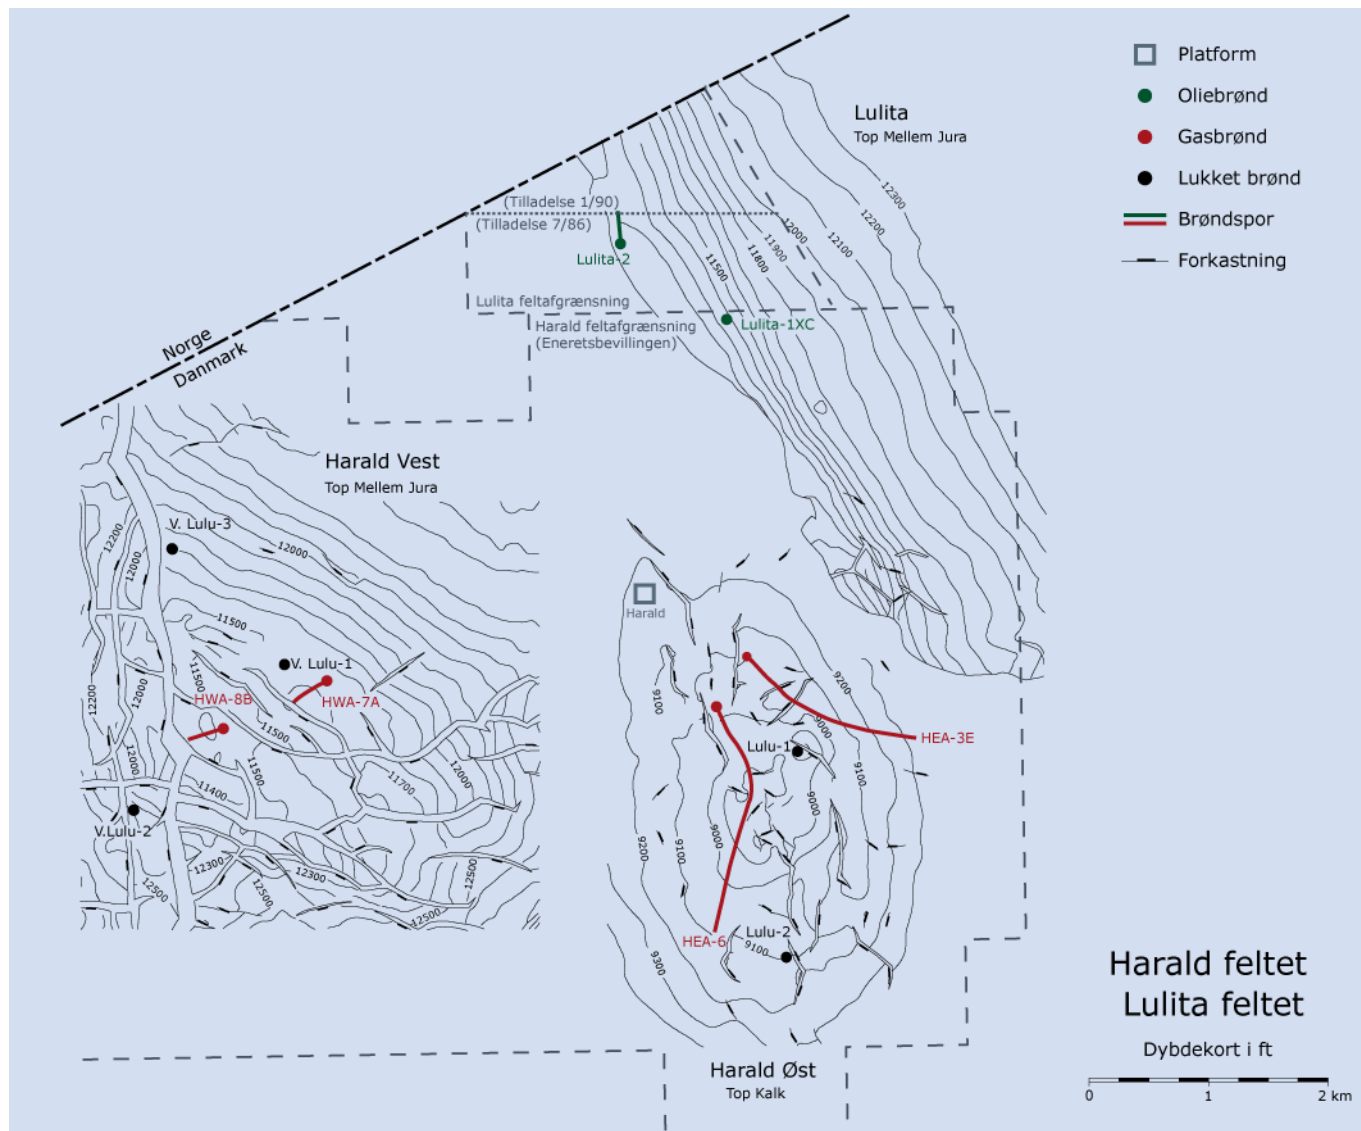 Platform
Oliebrønd
Gasbrønd
Lukket brønd
Brøndspor
Forkastning
Lulita
Top Mellem Jura
12300
12200
12100
12000
11900
11800
11500
(Tilladelse 1/90)
(Tilladelse 7/86)
Lulita-2
Lulita feltafgrænsning
Harald feltafgrænsning
(Eneretsbevillingen)
Lulita-1XC
Norge
Danmark
Harald Vest
Top Mellem Jura
V. Lulu-3
12200
12000
12000
11500
V. Lulu-1
11500
HWA-8B
HWA-7A
12200
12000
11500
12000
11500
11700
12000
11400
V.Lulu-2
12300
12300
12500
12500
12500
12500
Harald
9100
9200
9000
HEA-3E
Lulu-1
9100
9000
9000
9200
9100
HEA-6
Lulu-2
9100
9300
Harald Øst
Top Kalk
Harald feltet
Lulita feltet
Dybdekort i ft
0 1 2 km